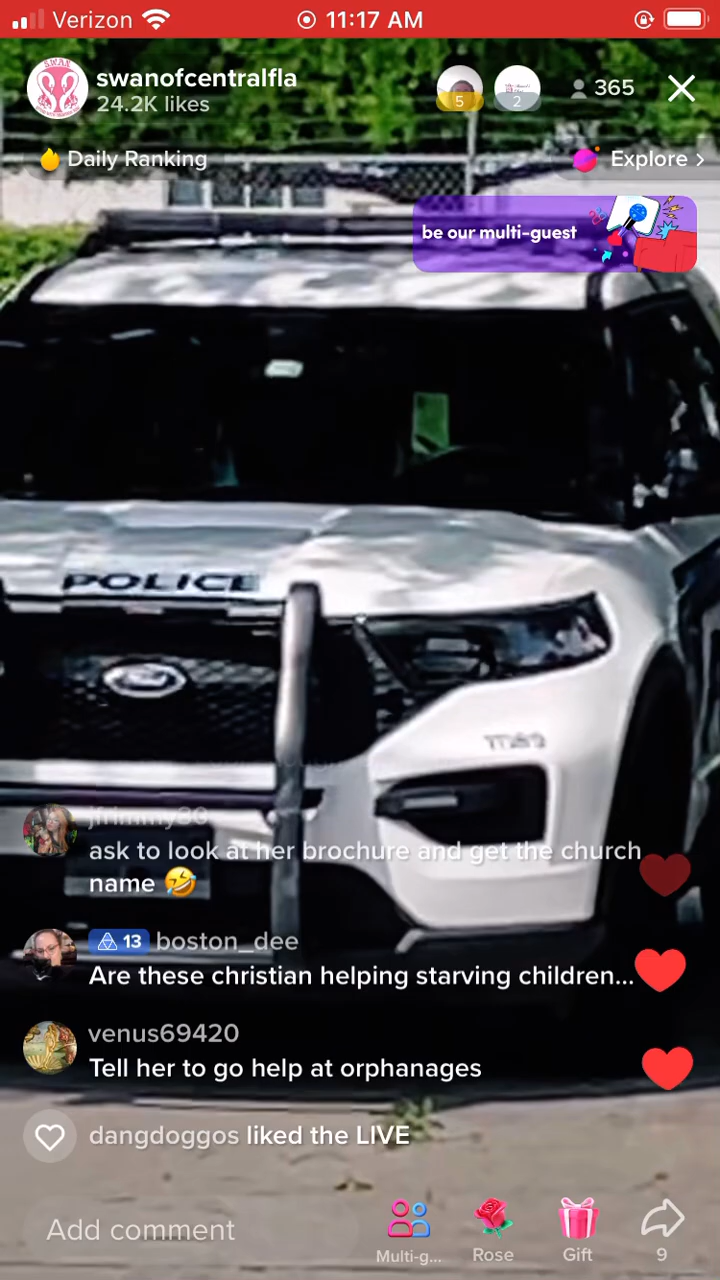 Verizon 11:17 AM
S.W.A.N
swanofcentralfla
24.2K likes
5
2
365
Daily Ranking
Explore >
be our multi-guest
POLICE
jfrimmy30
ask to look at her brochure and get the church
name 🤣
13 boston_dee
Are these christian helping starving children...
venus69420
Tell her to go help at orphanages
dangdoggos liked the LIVE
Add comment
Multi-g...
Rose
Gift
9